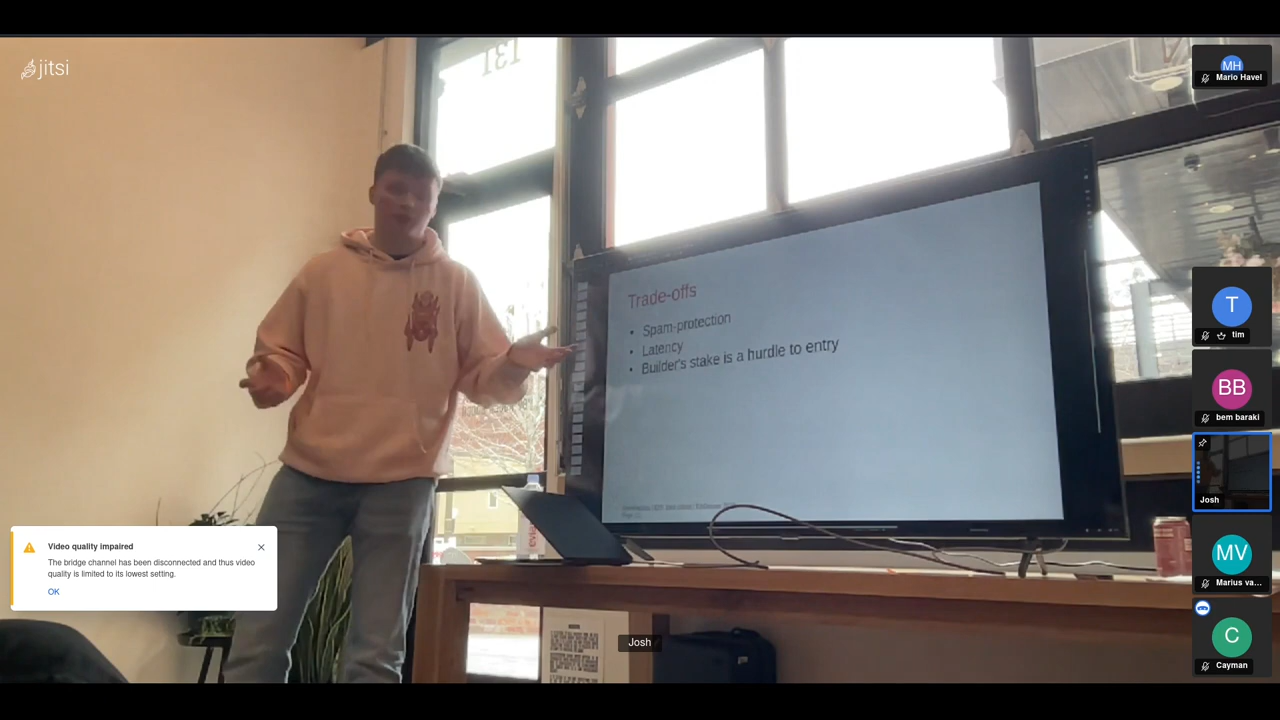 jitsi
131
MH
Mario Havel
Trade-offs
• Spam-protection
• Latency
• Builder's stake is a hurdle to entry
T
tim
BB
bem baraki
Josh
MV
Marius va...
C
Cayman
Video quality impaired
The bridge channel has been disconnected and thus video
quality is limited to its lowest setting.
OK
Josh